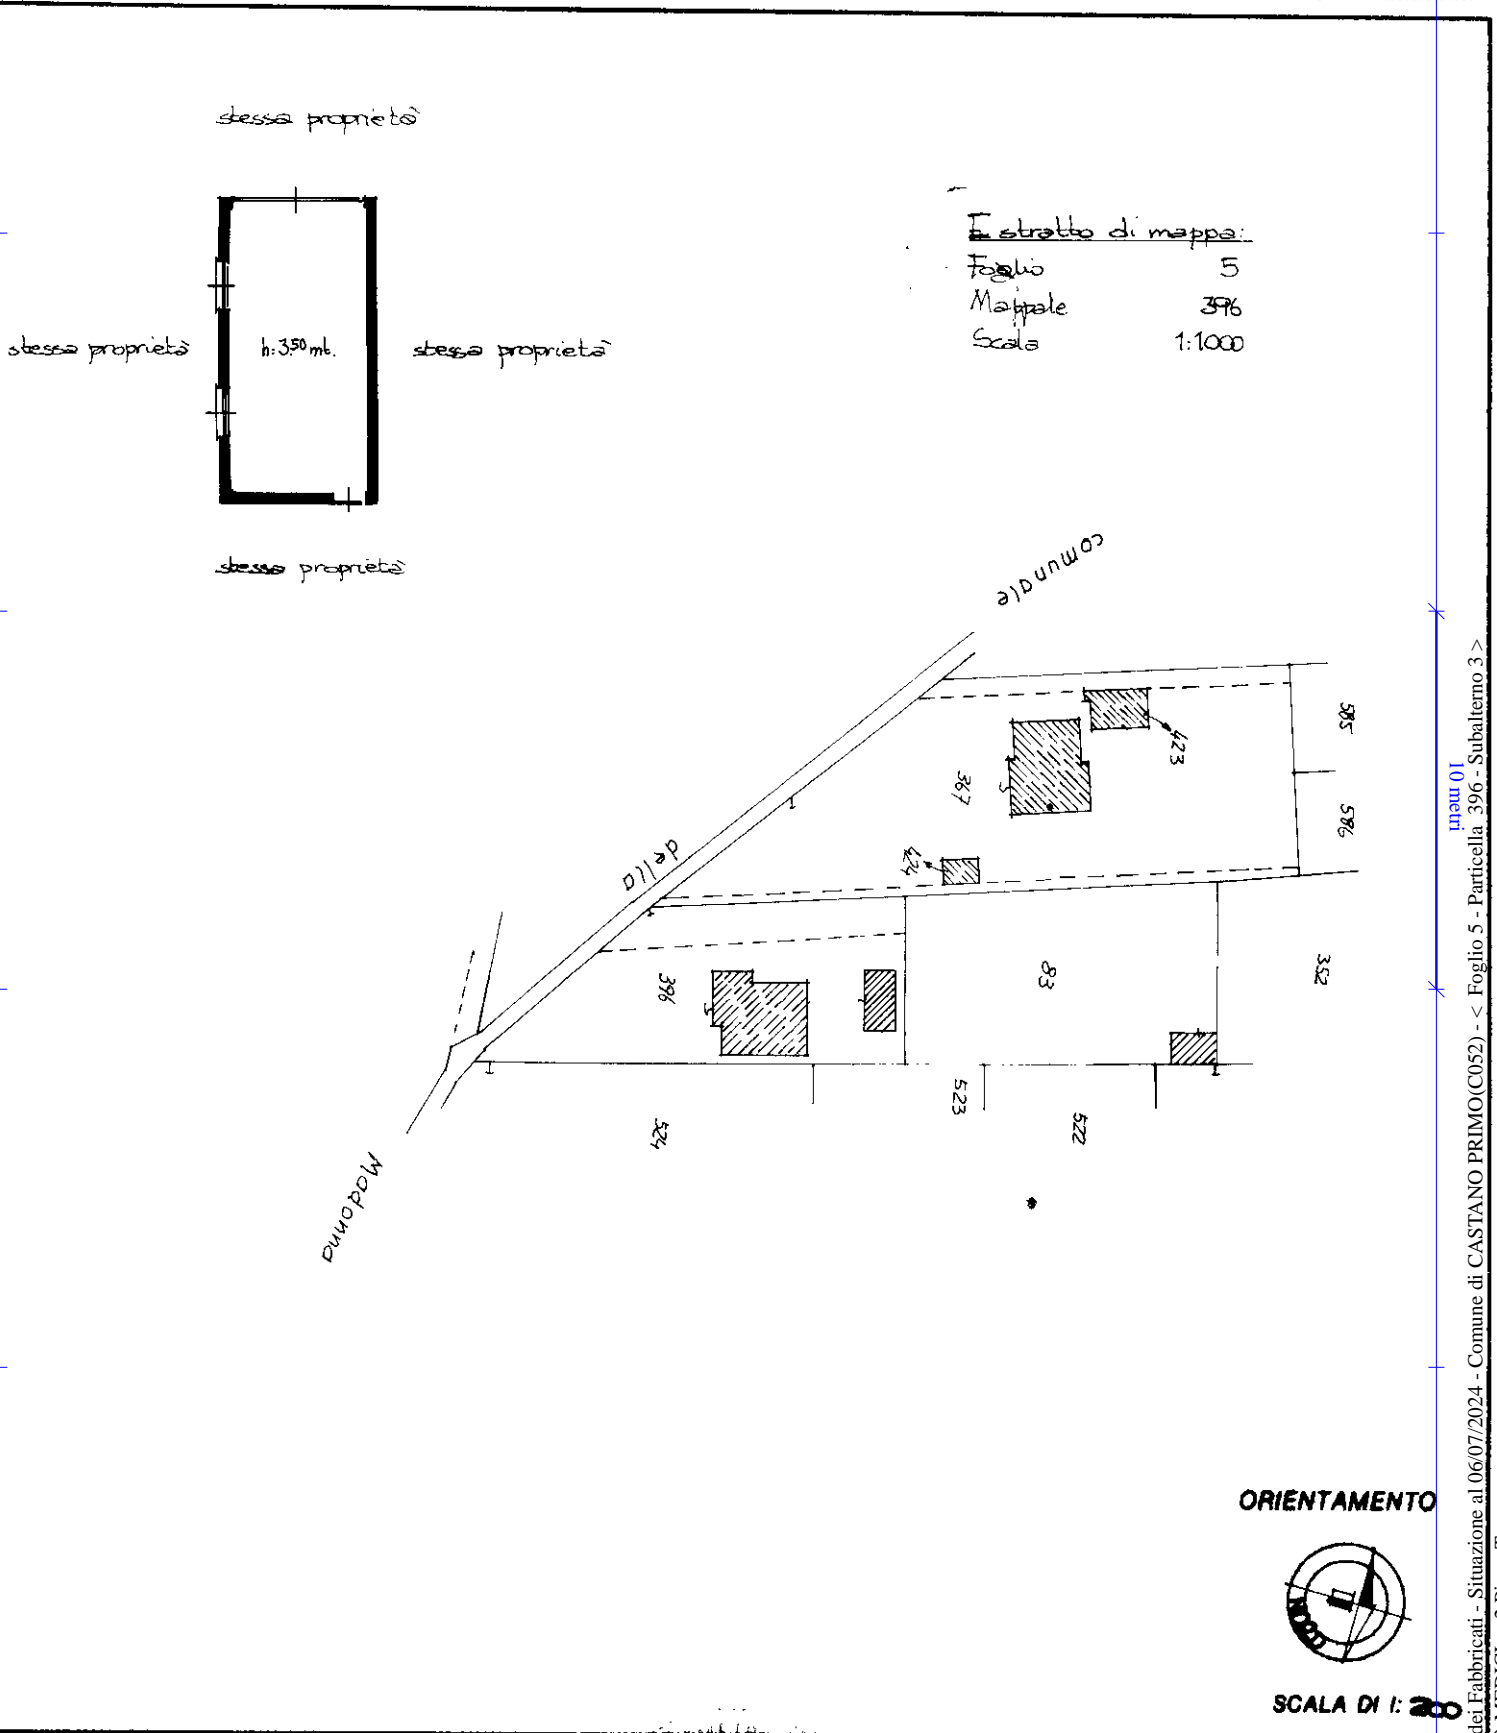 stessa proprietà
stessa proprietà
h: 3.50 mt.
stessa proprietà
stessa proprietà
Estratto di mappa:
Foglio 5
Mappale 396
Scala 1:1000
comunale
della
Madonna
585
586
423
367
424
396
83
352
524
523
522
10 metri
ORIENTAMENTO
NORD
SCALA DI 1: 200
dei Fabbricati - Situazione al 06/07/2024 - Comune di CASTANO PRIMO(C052) - < Foglio 5 - Particella 396 - Subalterno 3 >